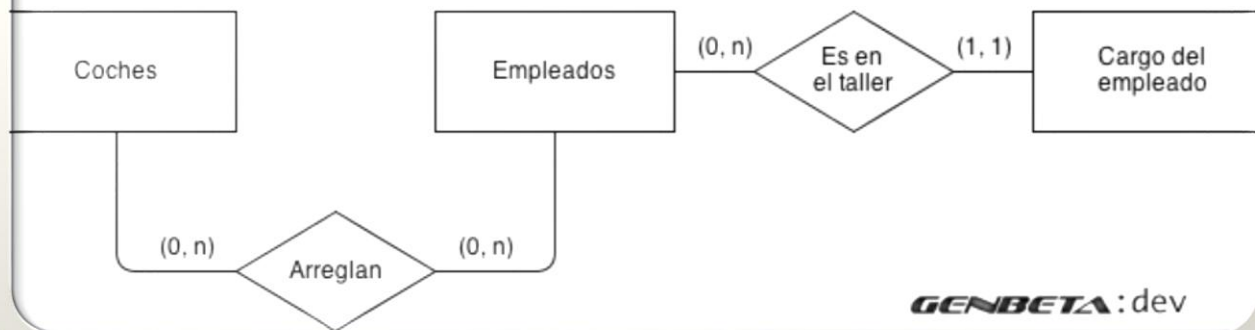 Coches
Empleados
(0, n)
Es en
el taller
(1, 1)
Cargo del
empleado
(0, n)
Arreglan
(0, n)
GENBETA:dev